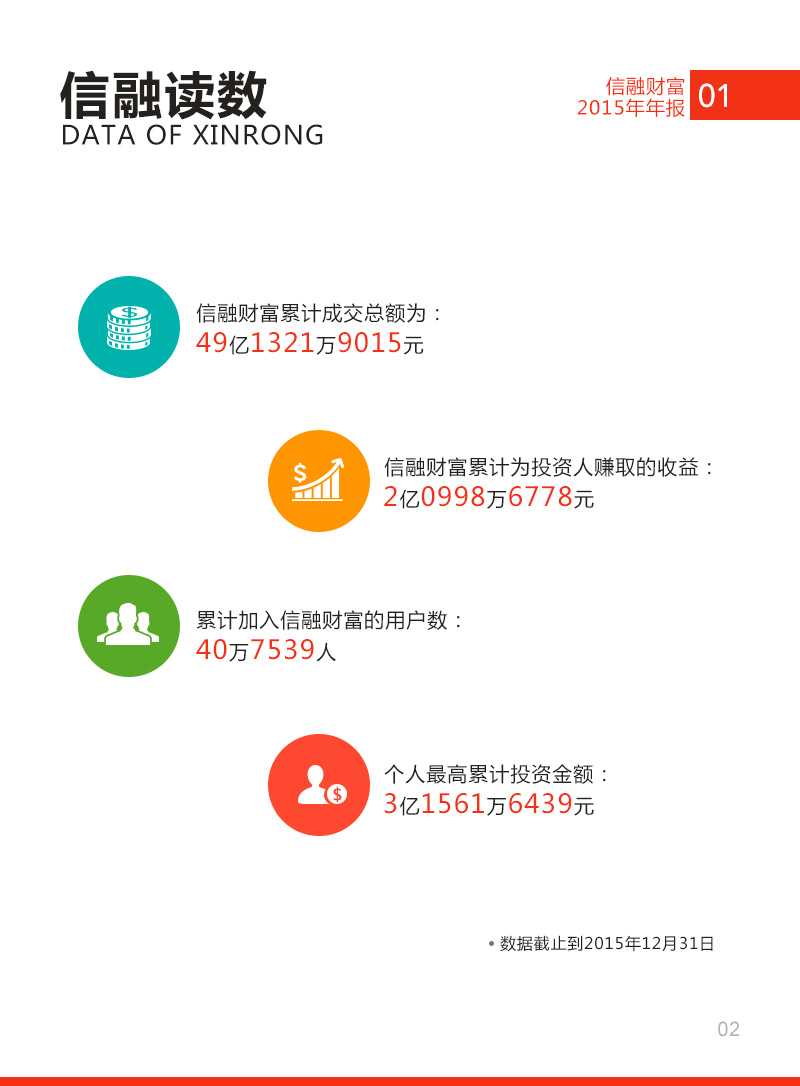 信融读数
DATA OF XINRONG
信融财富
2015年年报
01
信融财富累计成交总额为：
49亿1321万9015元
信融财富累计为投资人赚取的收益：
2亿0998万6778元
累计加入信融财富的用户数：
40万7539人
个人最高累计投资金额：
3亿1561万6439元
• 数据截止到2015年12月31日
02